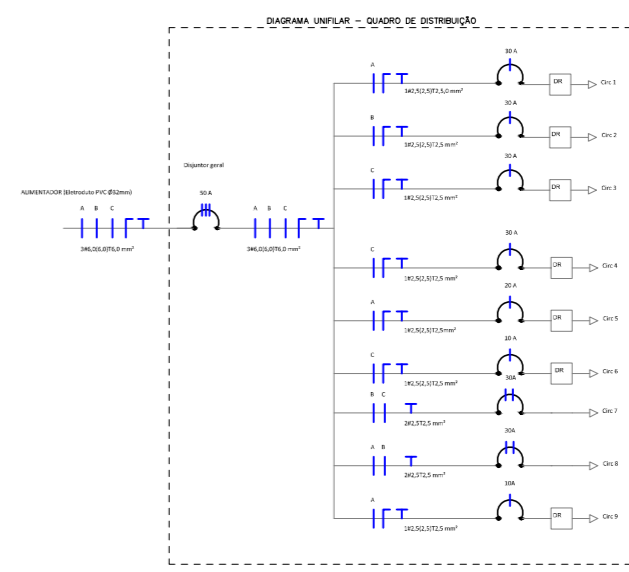 DIAGRAMA UNIFILAR – QUADRO DE DISTRIBUIÇÃO
30 A
A
DR
Circ 1
1#2,5(2,5)T2,5,0 mm²
30 A
B
DR
Circ 2
1#2,5(2,5)T2,5 mm²
30 A
Disjuntor geral
C
DR
Circ 3
ALIMENTADOR (Eletroduto PVC Ø32mm)
50 A
1#2,5(2,5)T2,5 mm²
A B C
A B C
3#6,0(6,0)T6,0 mm²
3#6,0(6,0)T6,0 mm²
30 A
C
DR
Circ 4
1#2,5(2,5)T2,5 mm²
20 A
A
DR
Circ 5
1#2,5(2,5)T2,5mm²
10 A
C
DR
Circ 6
1#2,5(2,5)T2,5 mm²
30A
B C
Circ 7
2#2,5T2,5 mm²
30A
A B
Circ 8
2#2,5T2,5 mm²
10A
A
DR
Circ 9
1#2,5(2,5)T2,5 mm²